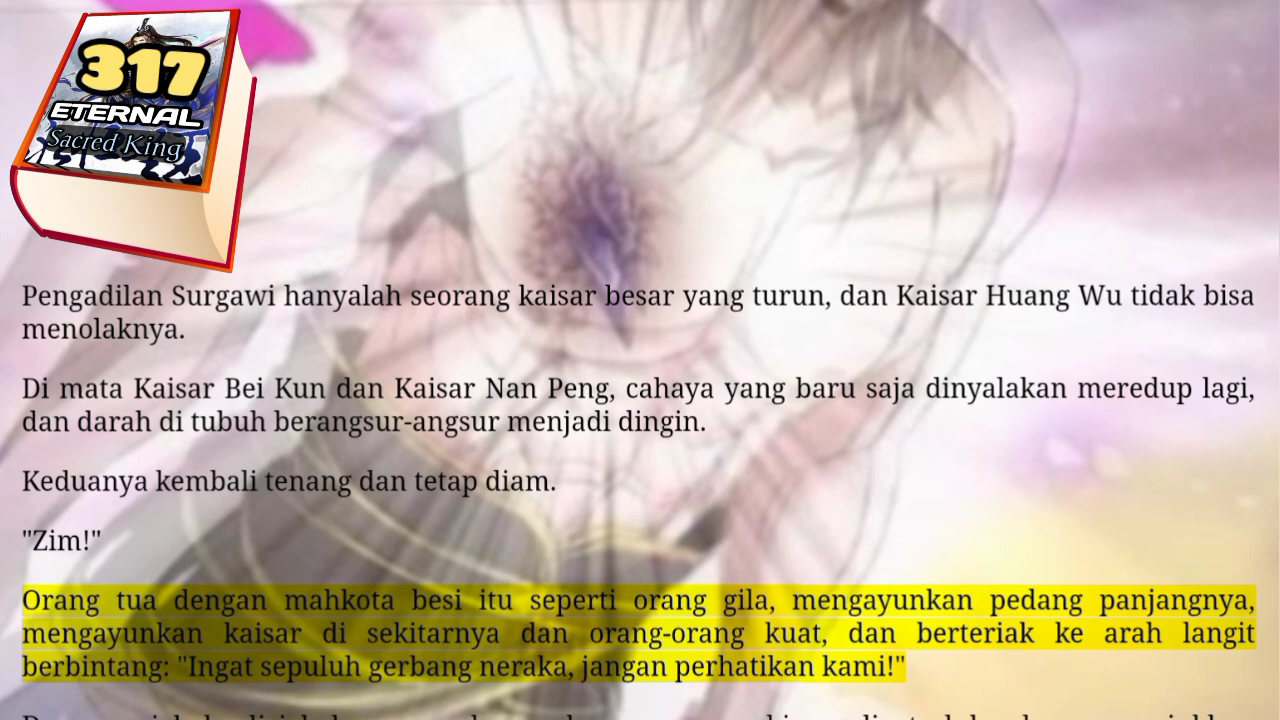 317
ETERNAL
Sacred King
Pengadilan Surgawi hanyalah seorang kaisar besar yang turun, dan Kaisar Huang Wu tidak bisa
menolaknya.
Di mata Kaisar Bei Kun dan Kaisar Nan Peng, cahaya yang baru saja dinyalakan meredup lagi,
dan darah di tubuh berangsur-angsur menjadi dingin.
Keduanya kembali tenang dan tetap diam.
"Zim!"
Orang tua dengan mahkota besi itu seperti orang gila, mengayunkan pedang panjangnya,
mengayunkan kaisar di sekitarnya dan orang-orang kuat, dan berteriak ke arah langit
berbintang: "Ingat sepuluh gerbang neraka, jangan perhatikan kami!"